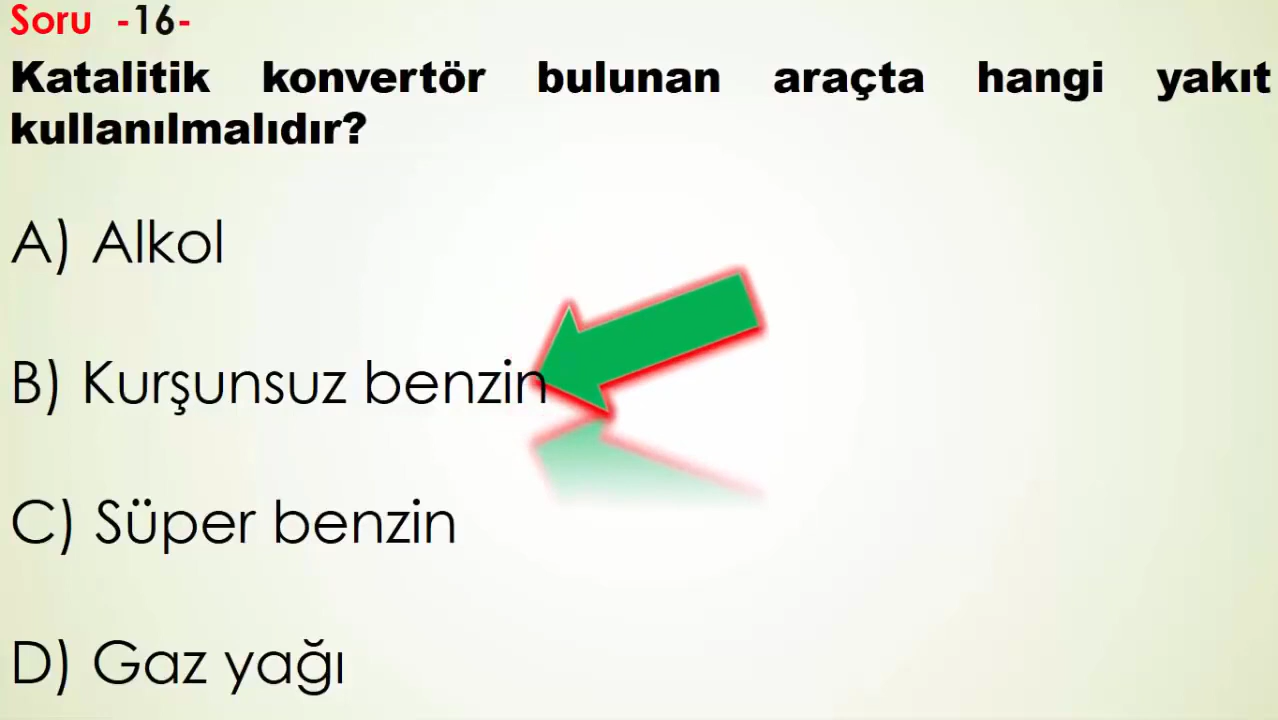 Soru -16-
Katalitik konvertör bulunan araçta hangi yakıt
kullanılmalıdır?
A) Alkol
B) Kurşunsuz benzin
C) Süper benzin
D) Gaz yağı